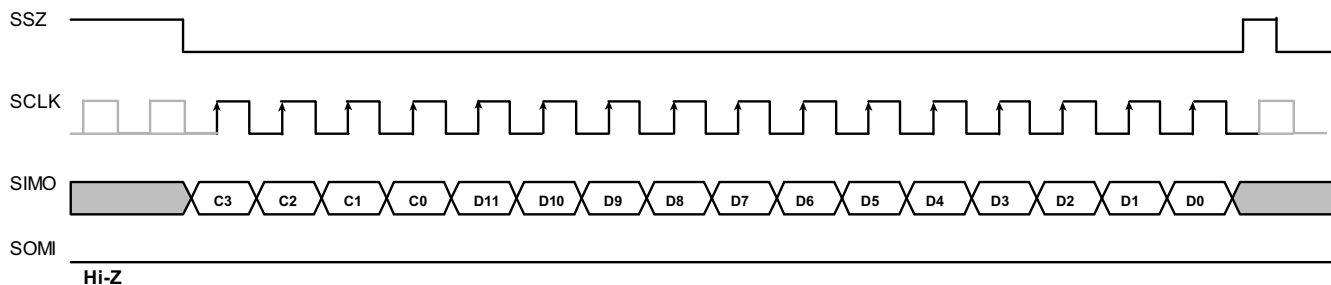 SSZ
SCLK
SIMO C3 C2 C1 C0 D11 D10 D9 D8 D7 D6 D5 D4 D3 D2 D1 D0
SOMI
Hi-Z